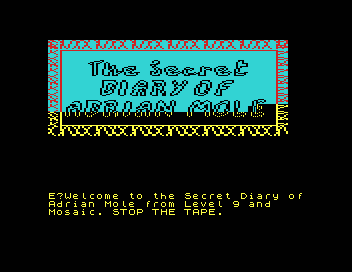 The Secret
DIARY OF
ADRIAN MOLE
E?Welcome to the Secret Diary of
Adrian Mole from Level 9 and
Mosaic. STOP THE TAPE.